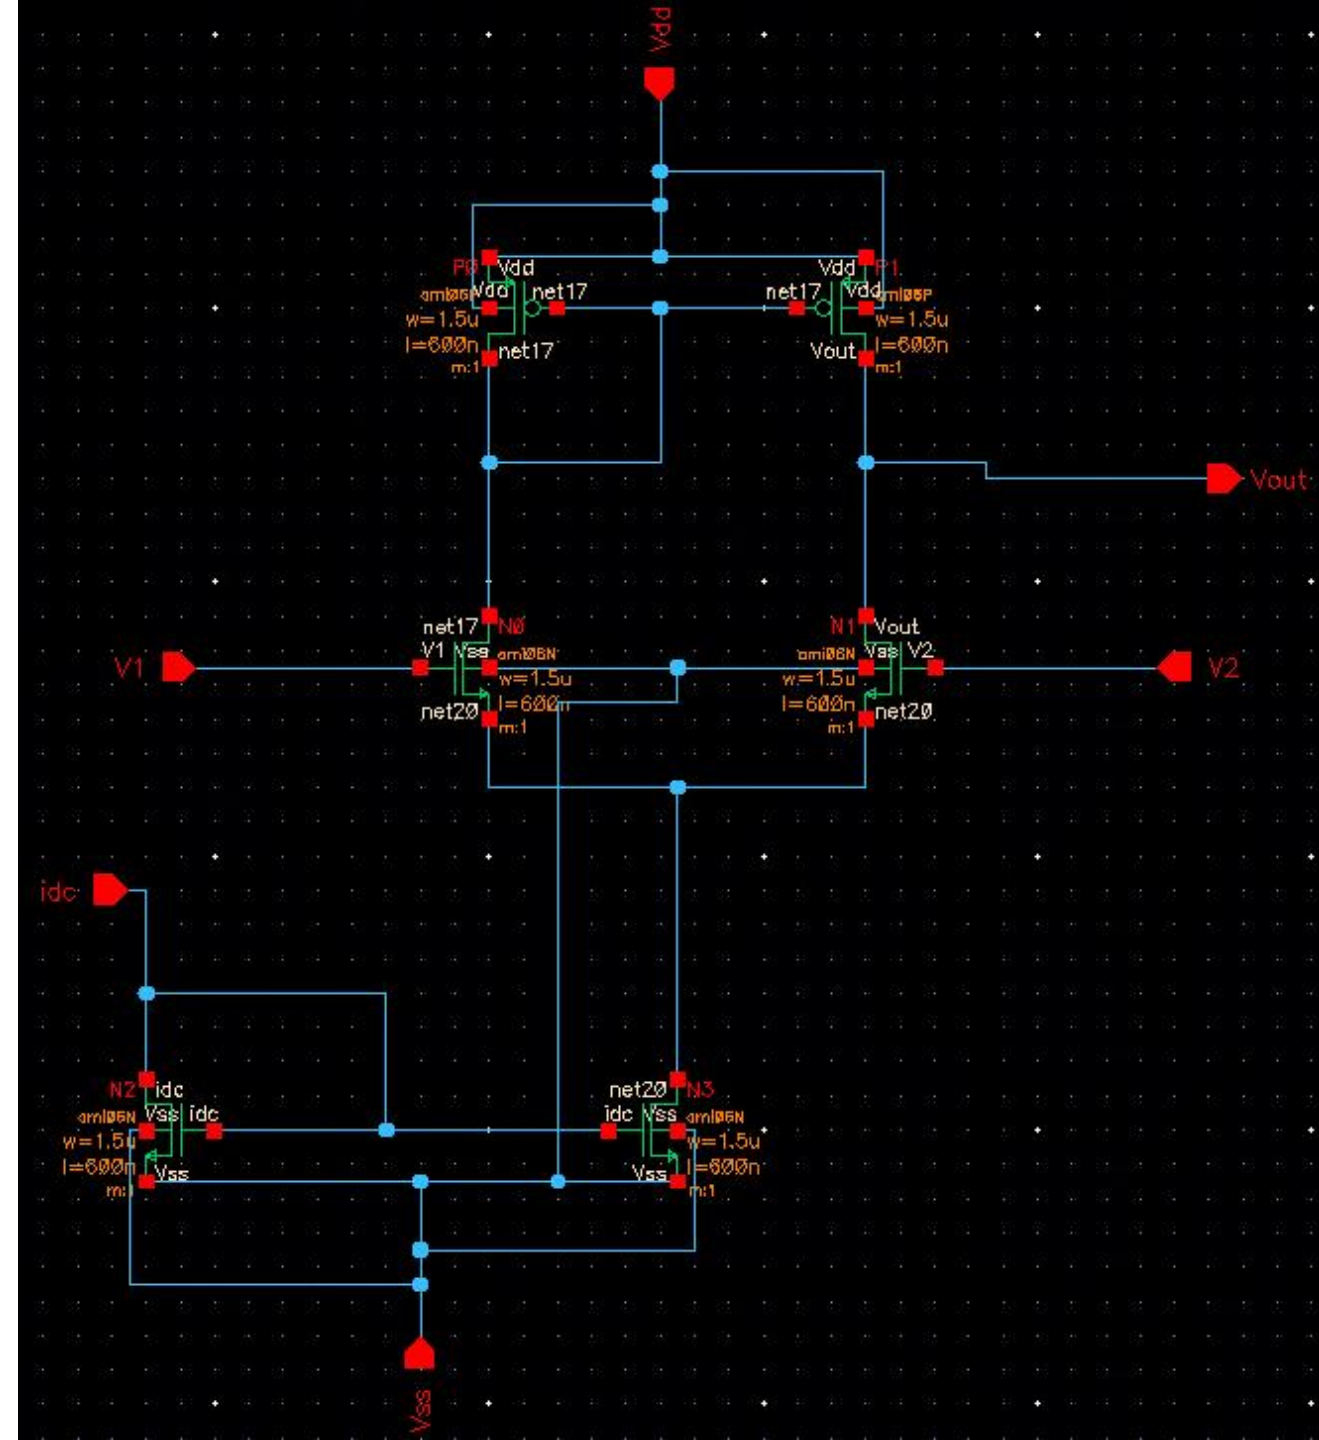 Vdd
P0 Vdd Vdd P1
Vdd net17 net17 Vdd
ami06P ami06P
w=1.5u w=1.5u
l=600n l=600n
net17 Vout
m:1 m:1
Vout
net17 N0 N1 Vout
V1 Vss Vss V2
ami06N ami06N
V1 V2
w=1.5u w=1.5u
l=600n l=600n
net20 net20
m:1 m:1
idc
N2 idc net20 N3
ami06N Vss idc idc Vss ami06N
w=1.5u w=1.5u
l=600n l=600n
Vss Vss
m:1 m:1
Vss